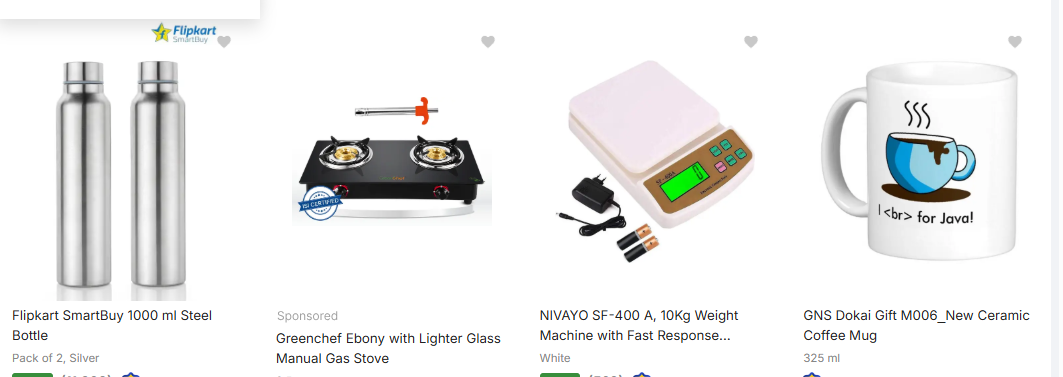 Flipkart
SmartBuy
ISI CERTIFIED
SF-400A
0
I <br> for Java!
Flipkart SmartBuy 1000 ml Steel
Bottle
Pack of 2, Silver
Sponsored
Greenchef Ebony with Lighter Glass
Manual Gas Stove
NIVAYO SF-400 A, 10Kg Weight
Machine with Fast Response...
White
GNS Dokai Gift M006_New Ceramic
Coffee Mug
325 ml